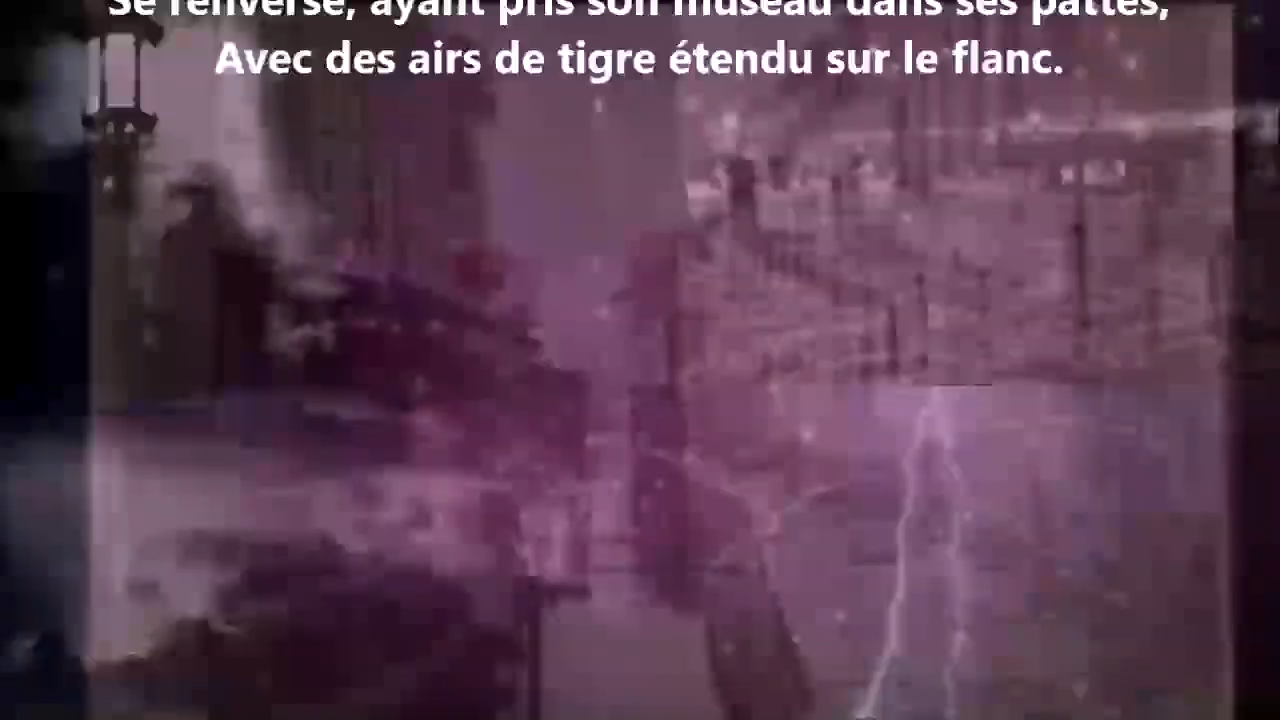 Se renverse, ayant pris son museau dans ses pattes,
Avec des airs de tigre étendu sur le flanc.